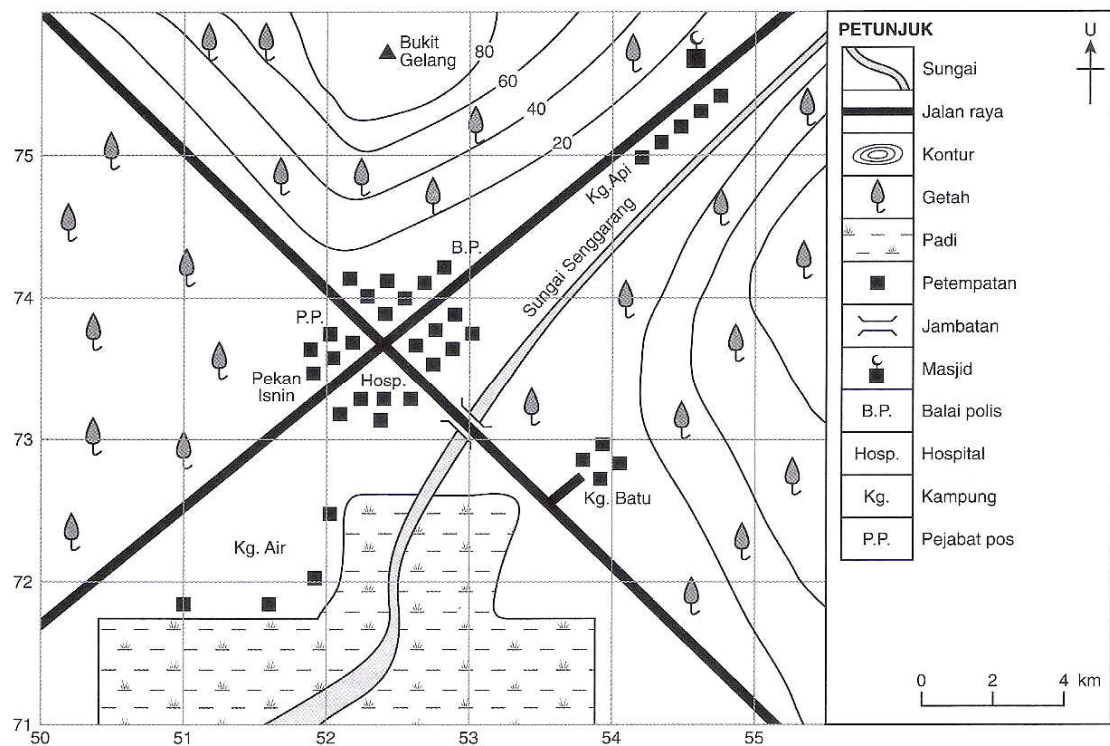 Bukit
Gelang
80
60
40
20
Kg. Api
Sungai Senggarang
B.P.
P.P.
Pekan
Isnin
Hosp.
Kg. Batu
Kg. Air
75
74
73
72
71
50
51
52
53
54
55
PETUNJUK
Sungai
Jalan raya
Kontur
Getah
Padi
Petempatan
Jambatan
Masjid
B.P.
Balai polis
Hosp.
Hospital
Kg.
Kampung
P.P.
Pejabat pos
U
0 2 4 km